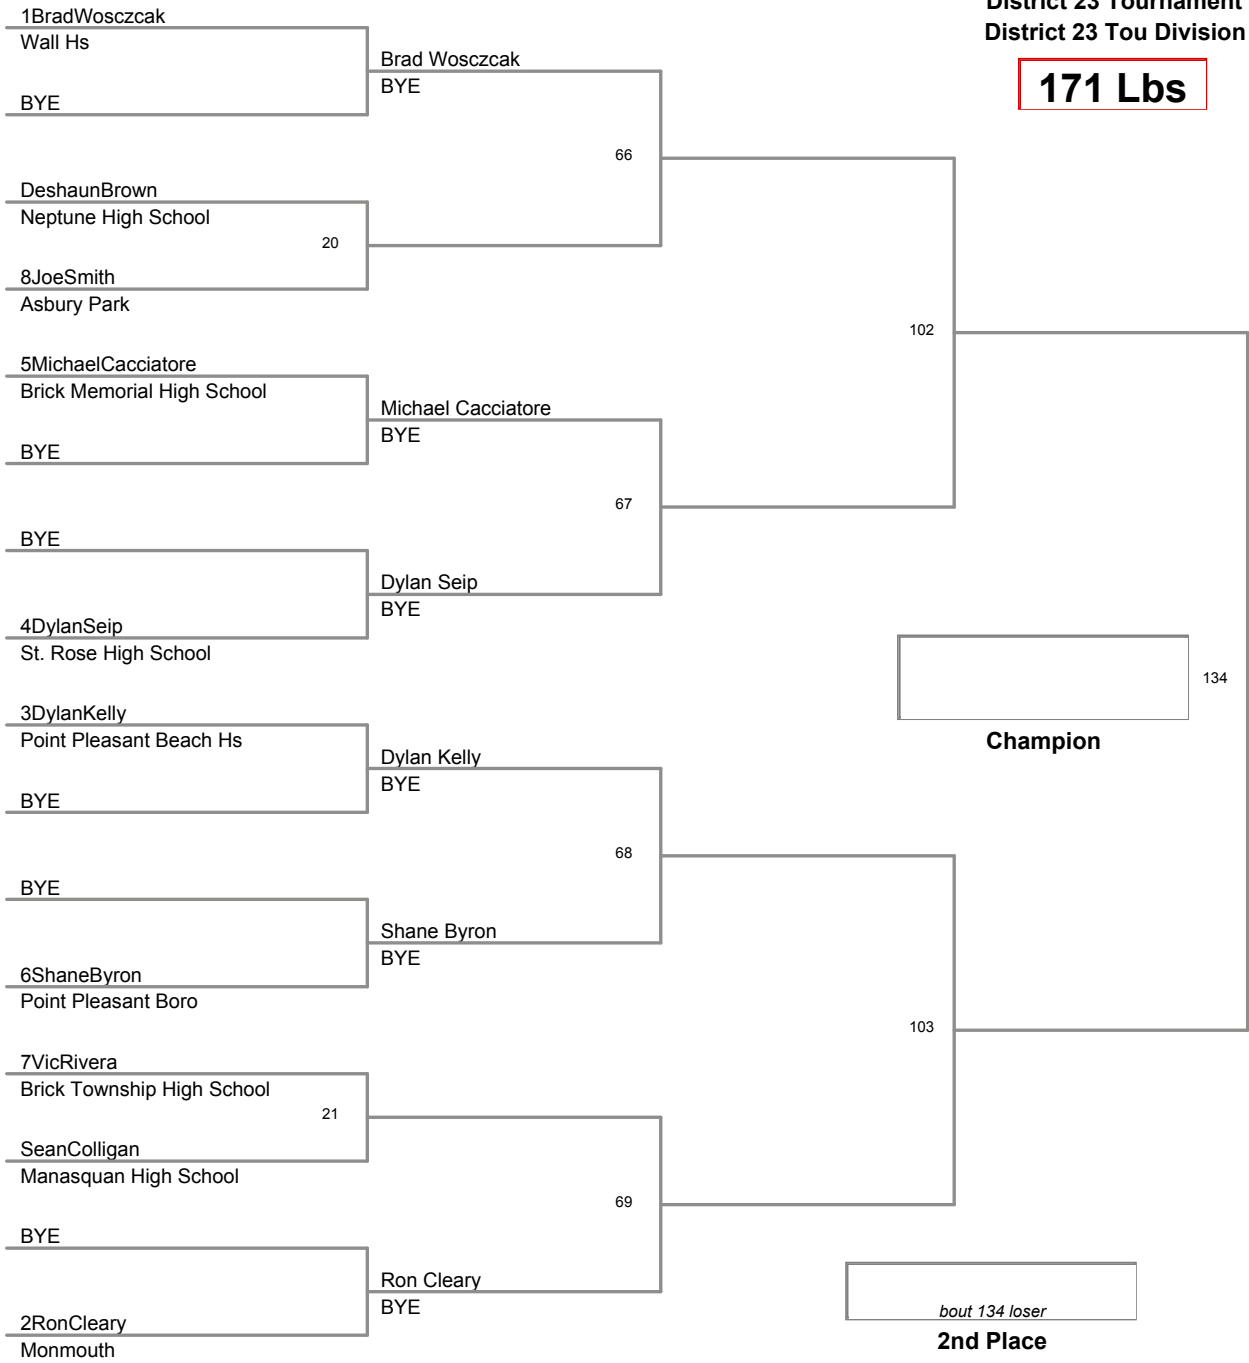 District 23 Tournament
District 23 Tou Division
171 Lbs
1BradWosczcak
Wall Hs
BYE
Brad Wosczcak
BYE
66
DeshaunBrown
Neptune High School
20
8JoeSmith
Asbury Park
102
5MichaelCacciatore
Brick Memorial High School
BYE
Michael Cacciatore
BYE
67
BYE
4DylanSeip
St. Rose High School
Dylan Seip
BYE
134
Champion
3DylanKelly
Point Pleasant Beach Hs
BYE
Dylan Kelly
BYE
68
BYE
6ShaneByron
Point Pleasant Boro
Shane Byron
BYE
103
7VicRivera
Brick Township High School
21
SeanColligan
Manasquan High School
69
BYE
2RonCleary
Monmouth
Ron Cleary
BYE
bout 134 loser
2nd Place